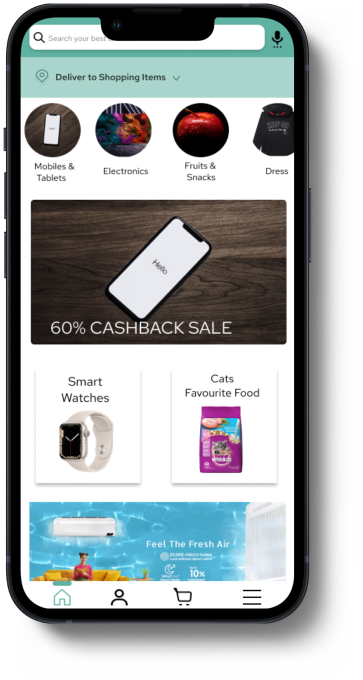 Search your best
Deliver to Shopping Items
Mobiles &
Tablets
Electronics
Fruits &
Snacks
Dress
Hello
60% CASHBACK SALE
Smart
Watches
Cats
Favourite Food
whiskas
Feel The Fresh Air
10%